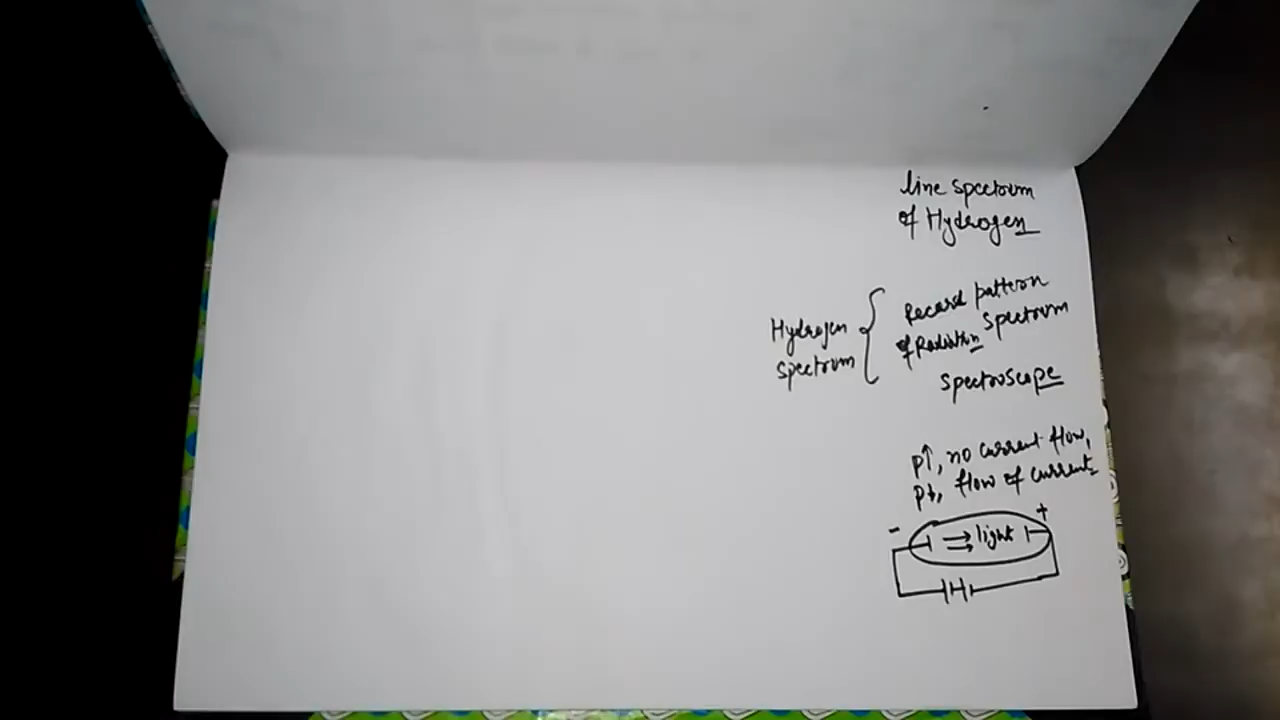 line spectrum
of Hydrogen
Hydrogen
spectrum
Record pattern
of Radiation spectrum
spectroscope
P↑, no current flow,
P↓, flow of current
- +
light